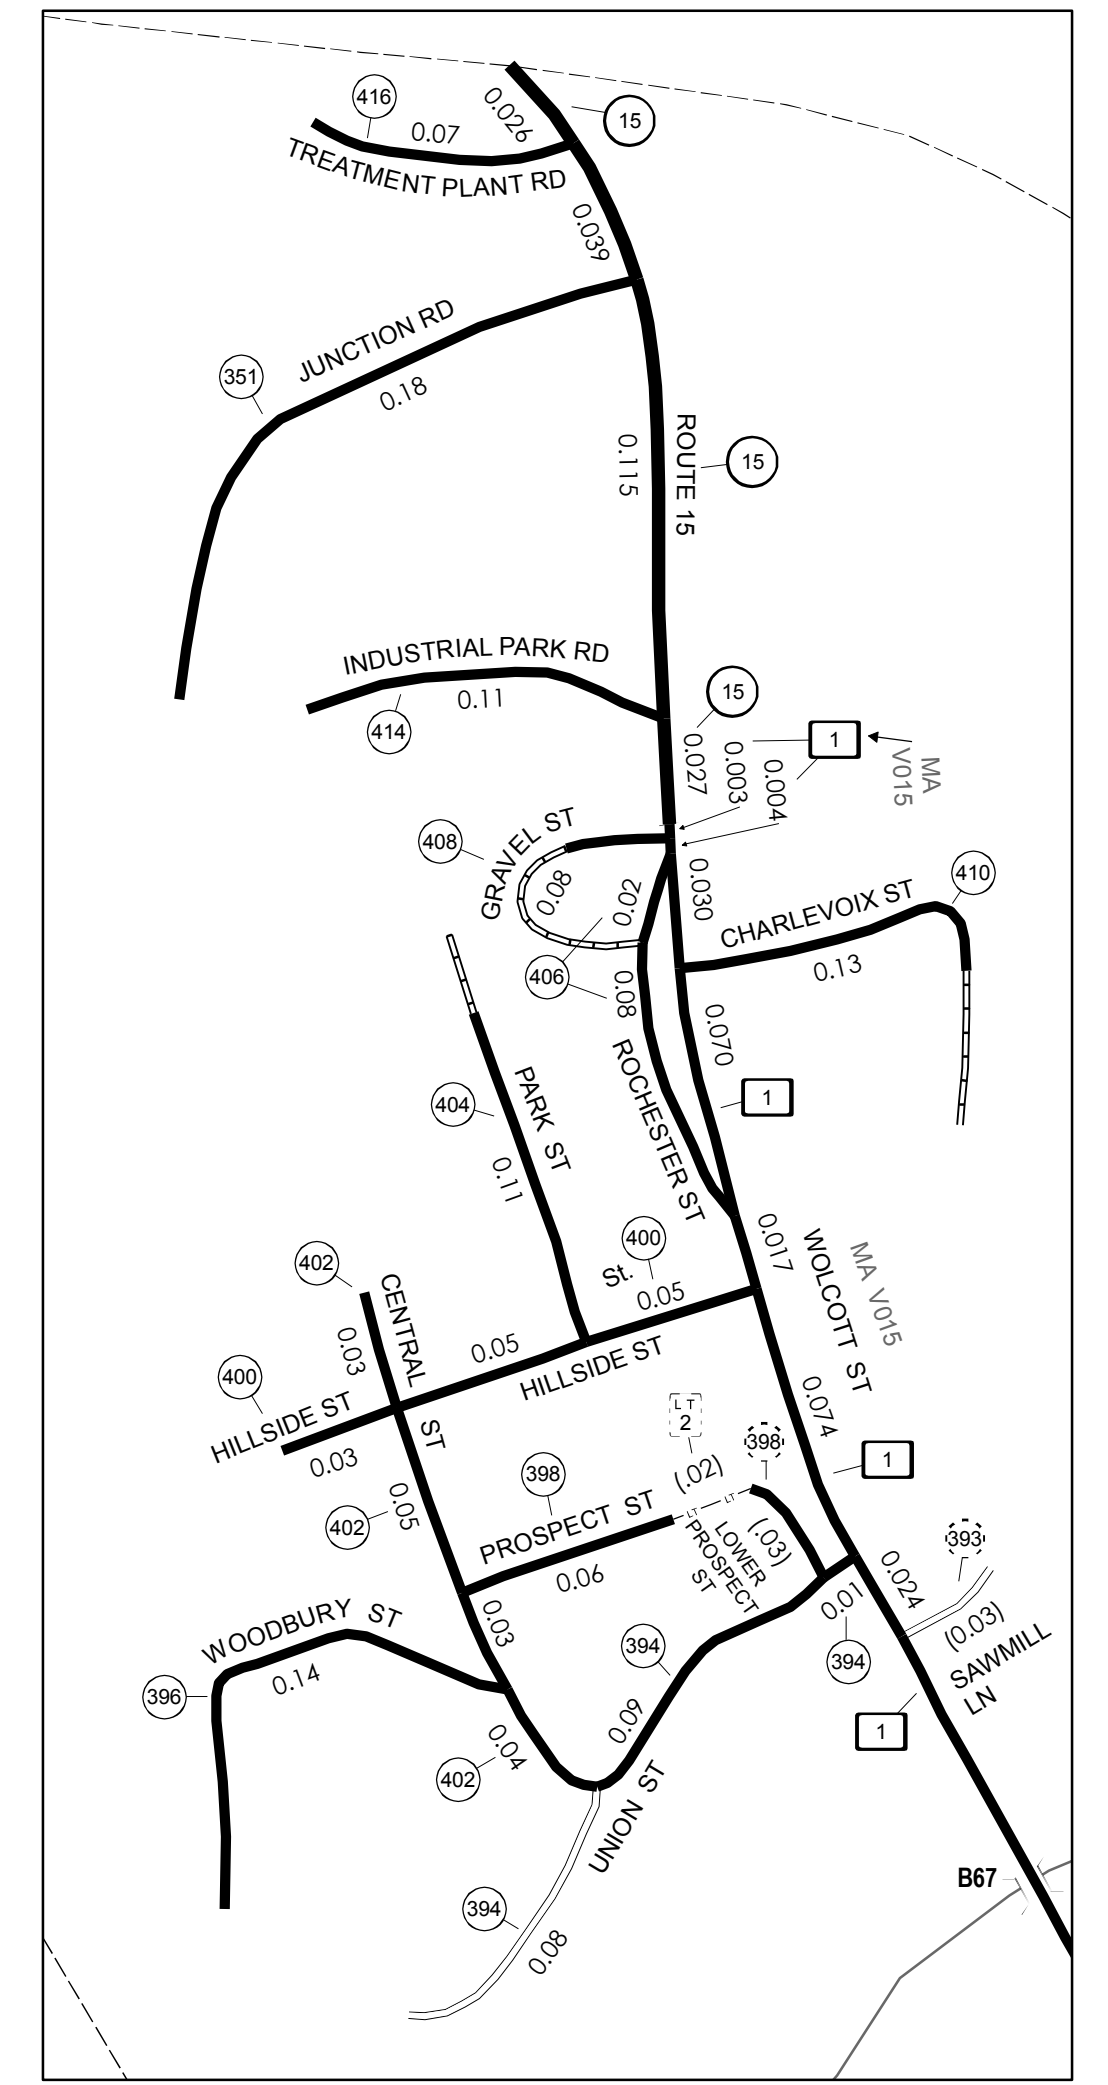 416
0.07
0.026
15
TREATMENT PLANT RD
0.039
JUNCTION RD
351
0.18
ROUTE 15
15
0.115
INDUSTRIAL PARK RD
0.11
414
15
0.027
0.003
0.004
1
MA
V015
408
GRAVEL ST
0.08
0.02
0.030
410
CHARLEVOIX ST
0.13
406
0.08
0.070
ROCHESTER ST
1
404
PARK ST
0.11
400
St.
0.05
0.017
WOLCOTT ST
MA V015
402
CENTRAL ST
0.03
0.05
HILLSIDE ST
400
HILLSIDE ST
0.03
0.074
L T
2
398
(.02)
1
398
402
0.05
PROSPECT ST
0.06
LT
LT
LOWER
PROSPECT
ST
(.03)
393
0.024
(0.03)
SAWMILL
LN
0.01
394
394
0.03
WOODBURY ST
0.14
396
0.04
402
0.09
UNION ST
1
B67
394
0.08